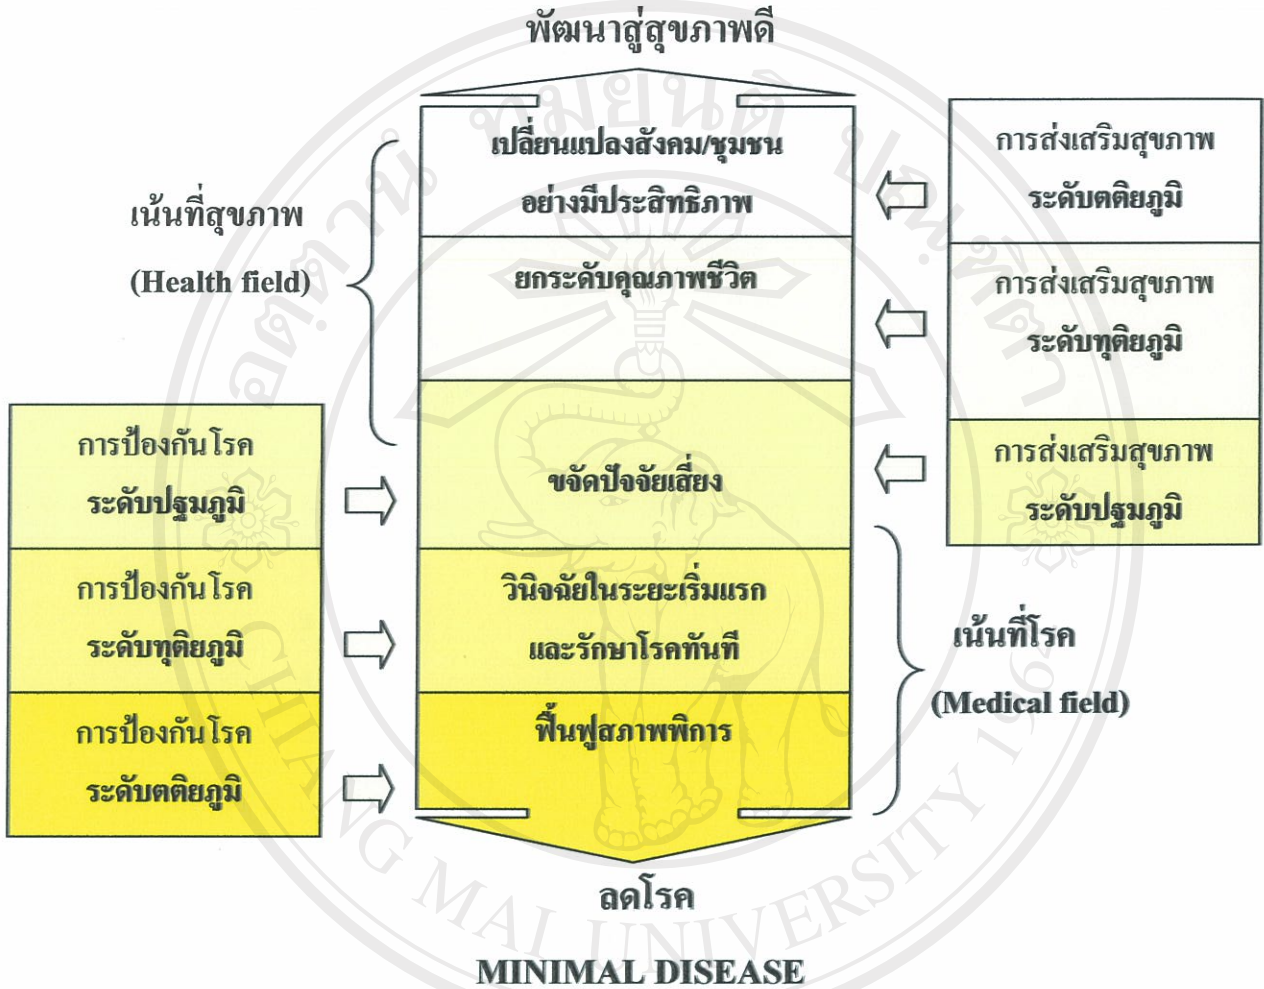 พัฒนาสู่สุขภาพดี
เปลี่ยนแปลงสังคม/ชุมชน
อย่างมีประสิทธิภาพ
การส่งเสริมสุขภาพ
ระดับตติยภูมิ
เน้นที่สุขภาพ
(Health field)
ยกระดับคุณภาพชีวิต
การส่งเสริมสุขภาพ
ระดับทุติยภูมิ
การป้องกันโรค
ระดับปฐมภูมิ
ขจัดปัจจัยเสี่ยง
การส่งเสริมสุขภาพ
ระดับปฐมภูมิ
การป้องกันโรค
ระดับทุติยภูมิ
วินิจฉัยในระยะเริ่มแรก
และรักษาโรคทันที
เน้นที่โรค
(Medical field)
การป้องกันโรค
ระดับตติยภูมิ
ฟื้นฟูสภาพพิการ
ลดโรค
MINIMAL DISEASE
CHIANG MAI UNIVERSITY 1964